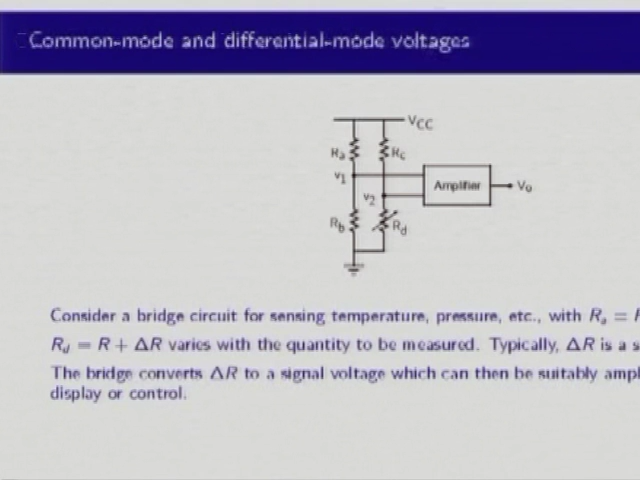 Common-mode and differential-mode voltages
VCC
Ra
Rc
v1
Amplifier
Vo
v2
Rb
Rd
Consider a bridge circuit for sensing temperature, pressure, etc., with Ra =
Rd = R + ΔR varies with the quantity to be measured. Typically, ΔR is a
The bridge converts ΔR to a signal voltage which can then be suitably
display or control.